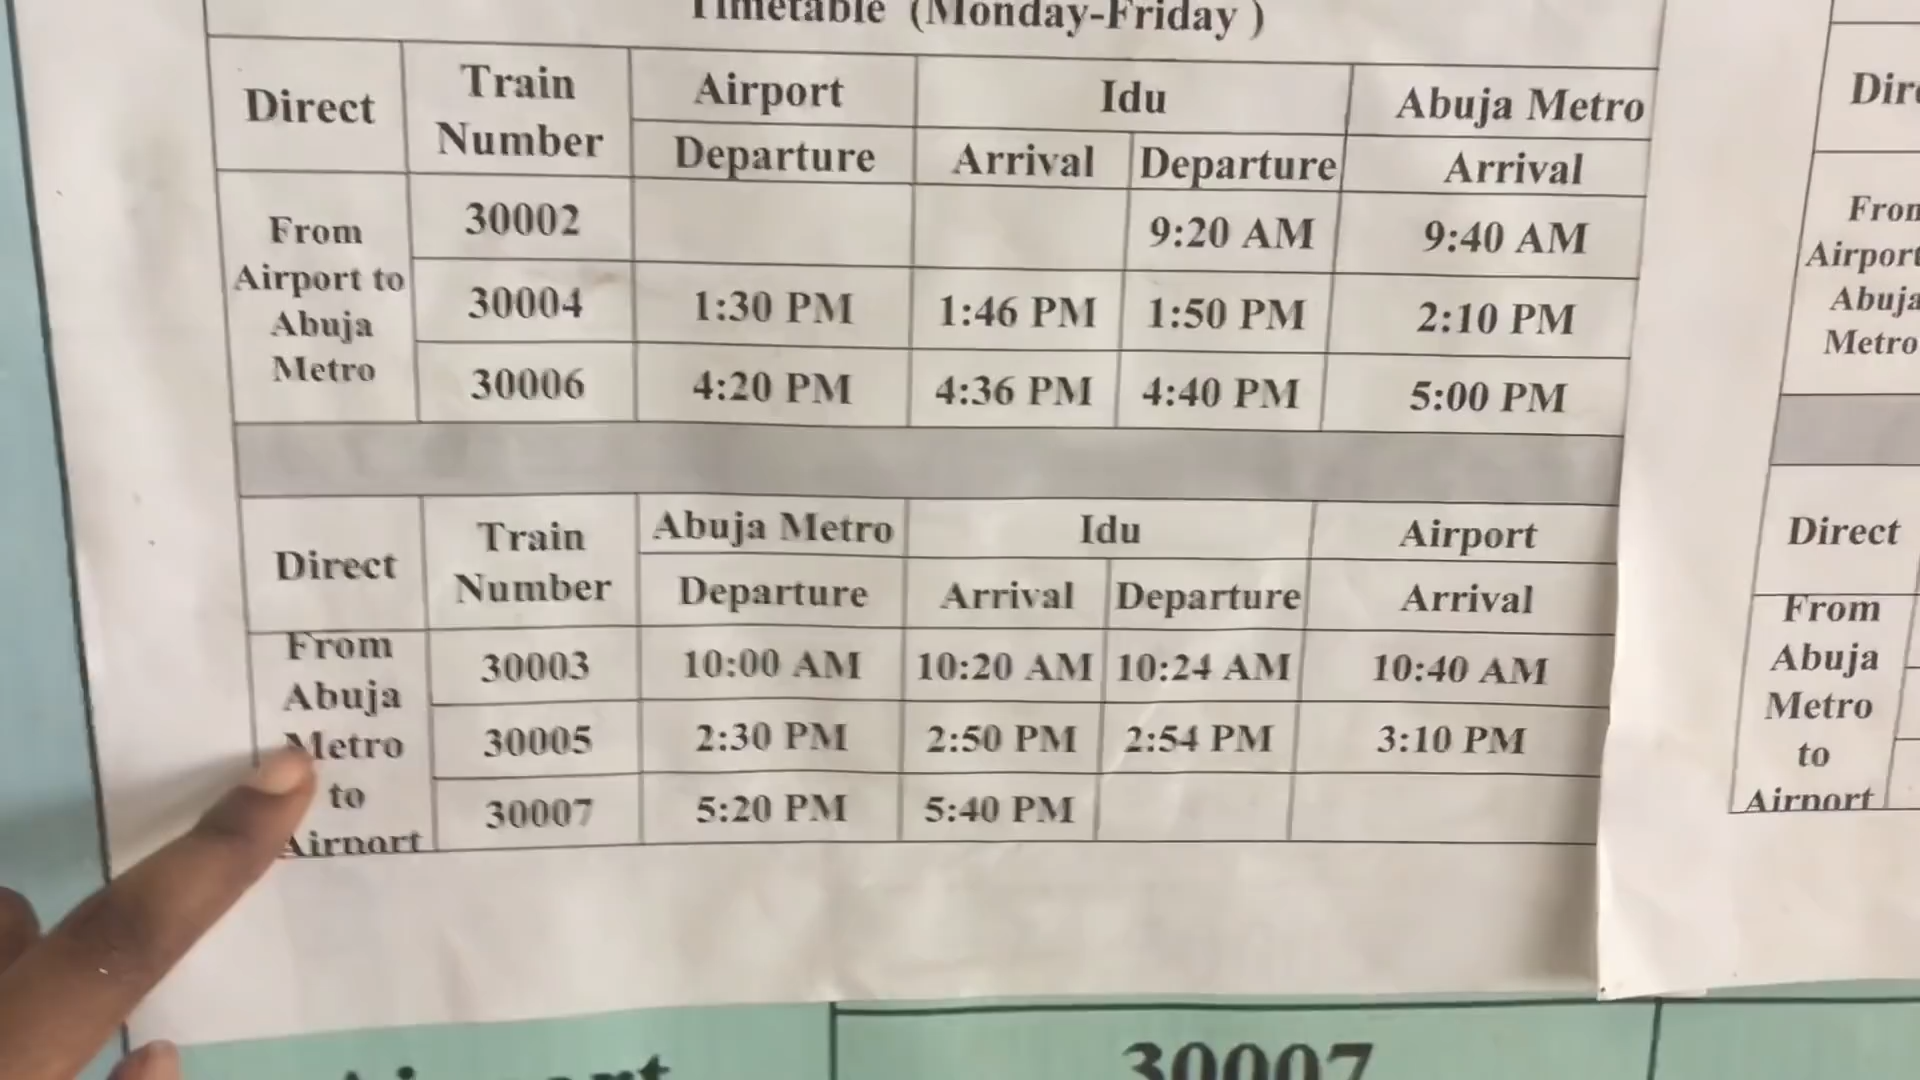 Timetable (Monday-Friday )
Direct
Train Number
Airport
Idu
Abuja Metro
Departure
Arrival
Departure
Arrival
From
Airport to
Abuja
Metro
30002
9:20 AM
9:40 AM
30004
1:30 PM
1:46 PM
1:50 PM
2:10 PM
30006
4:20 PM
4:36 PM
4:40 PM
5:00 PM
Direct
Train Number
Abuja Metro
Idu
Airport
Departure
Arrival
Departure
Arrival
From
Abuja
Metro
to
Airport
30003
10:00 AM
10:20 AM
10:24 AM
10:40 AM
30005
2:30 PM
2:50 PM
2:54 PM
3:10 PM
30007
5:20 PM
5:40 PM
Airport
30007
From
Airport
Abuja
Metro
Direct
From
Abuja
Metro
to
Airport